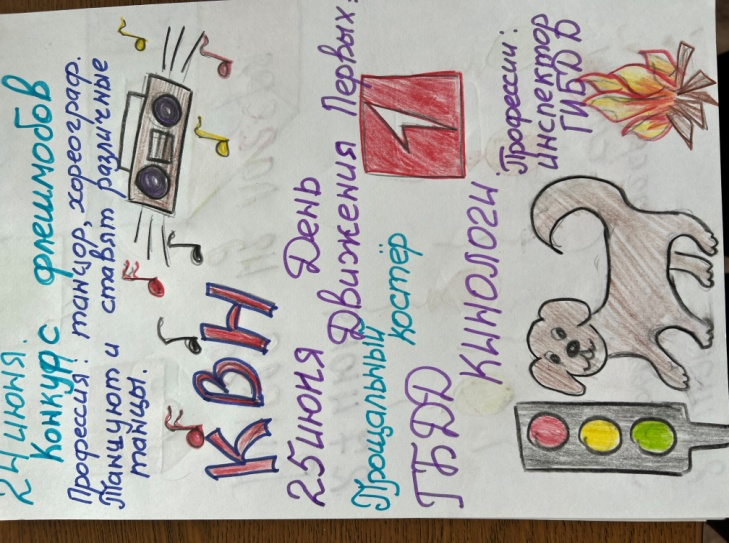 24 июня.
Конкурс флешмобов
Профессия: танцор, хореограф.
Танцуют и ставят различные
танцы.
КВН
25 июня День
Движения Первых.
Прощальный
костёр
ГБДД
кинологи
Профессии:
инспектор
ГИБДД